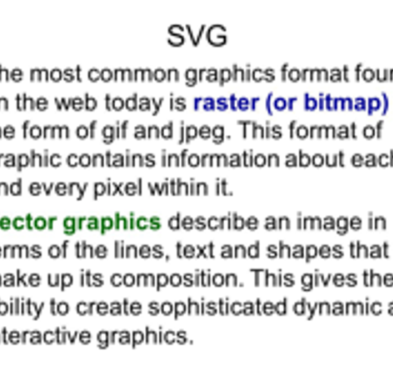 SVG
he most common graphics format foun
n the web today is raster (or bitmap)
e form of gif and jpeg. This format of
raphic contains information about each
nd every pixel within it.
ector graphics describe an image in
erms of the lines, text and shapes that
ake up its composition. This gives the
bility to create sophisticated dynamic a
nteractive graphics.